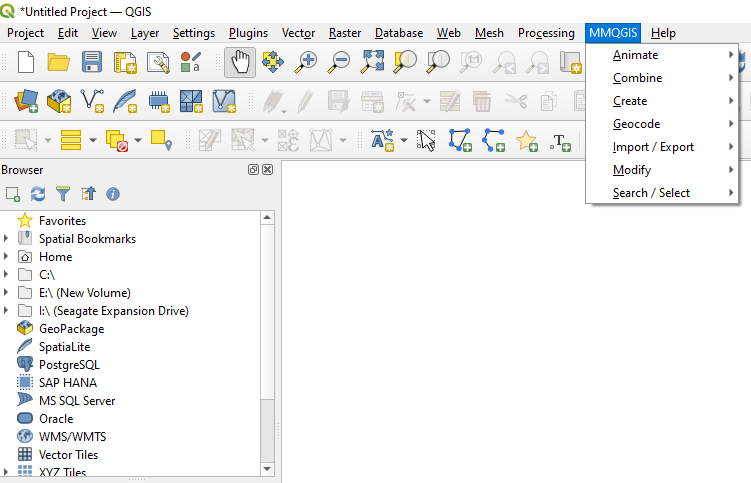 *Untitled Project — QGIS
Project Edit View Layer Settings Plugins Vector Raster Database Web Mesh Processing MMQGIS Help
Animate
Combine
Create
Geocode
Import / Export
Modify
Search / Select
Browser
Favorites
Spatial Bookmarks
Home
C:\
E:\ (New Volume)
I:\ (Seagate Expansion Drive)
GeoPackage
SpatiaLite
PostgreSQL
SAP HANA
MS SQL Server
Oracle
WMS/WMTS
Vector Tiles
XYZ Tiles